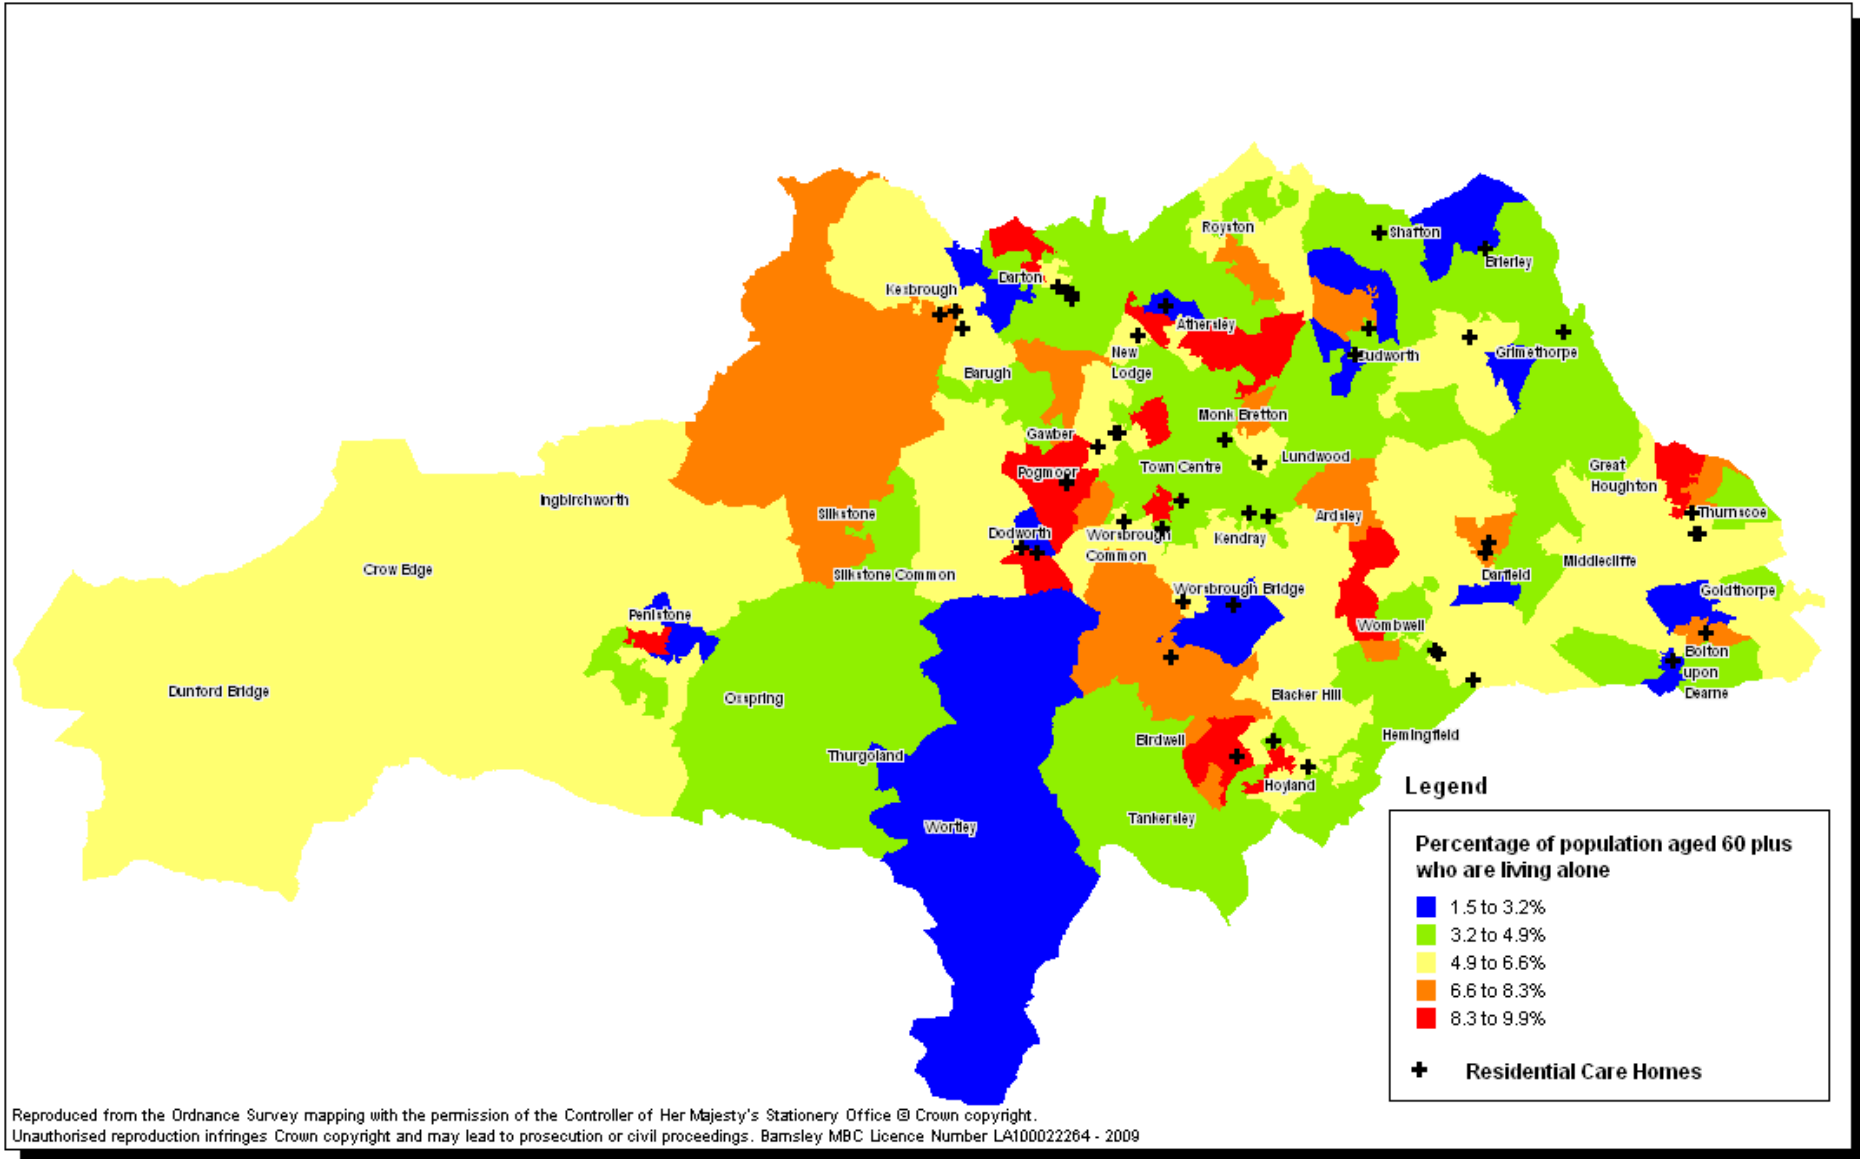 Royston
Shafton
Brierley
Darton
Kexbrough
Athersley
New
Lodge
Cudworth
Grimethorpe
Barugh
Monk Bretton
Gawber
Lundwood
Town Centre
Pogmoor
Great
Houghton
Ingbirchworth
Silkstone
Ardsley
Thurnscoe
Dodworth
Worsbrough
Common
Kendray
Middlecliffe
Crow Edge
Silkstone Common
Darfield
Worsbrough Bridge
Goldthorpe
Penistone
Wombwell
Bolton
upon
Dearne
Dunford Bridge
Oxspring
Blacker Hill
Birdwell
Hemingfield
Thurgoland
Hoyland
Tankersley
Wortley
Legend
Percentage of population aged 60 plus
who are living alone
1.5 to 3.2%
3.2 to 4.9%
4.9 to 6.6%
6.6 to 8.3%
8.3 to 9.9%
Residential Care Homes
Reproduced from the Ordnance Survey mapping with the permission of the Controller of Her Majesty's Stationery Office © Crown copyright.
Unauthorised reproduction infringes Crown copyright and may lead to prosecution or civil proceedings. Barnsley MBC Licence Number LA100022264 - 2009